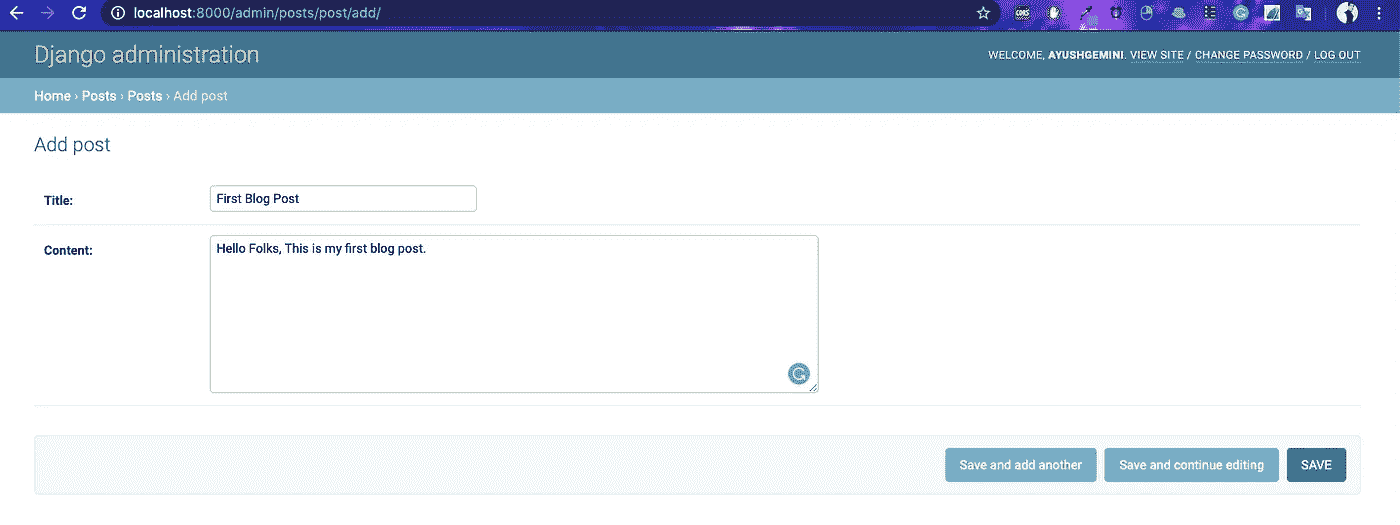 localhost:8000/admin/posts/post/add/
Django administration
WELCOME, AYUSHGEMINI. VIEW SITE / CHANGE PASSWORD / LOG OUT
Home › Posts › Posts › Add post
Add post
Title: First Blog Post
Content: Hello Folks, This is my first blog post.
Save and add another Save and continue editing SAVE